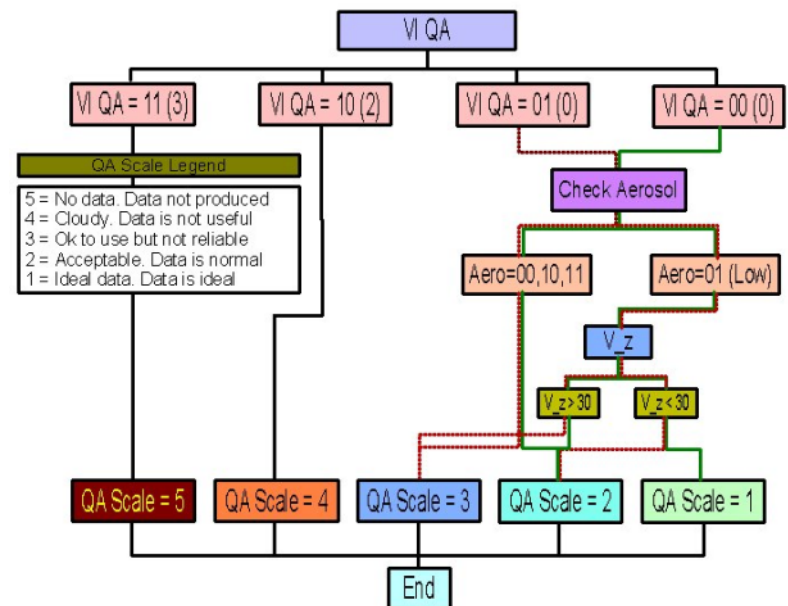 VI QA
VI QA = 11 (3)
VI QA = 10 (2)
VI QA = 01 (0)
VI QA = 00 (0)
QA Scale Legend
5 = No data. Data not produced
4 = Cloudy. Data is not useful
3 = Ok to use but not reliable
2 = Acceptable. Data is normal
1 = Ideal data. Data is ideal
Check Aerosol
Aero=00,10,11
Aero=01 (Low)
V_z
V_z>30
V_z<30
QA Scale = 5
QA Scale = 4
QA Scale = 3
QA Scale = 2
QA Scale = 1
End